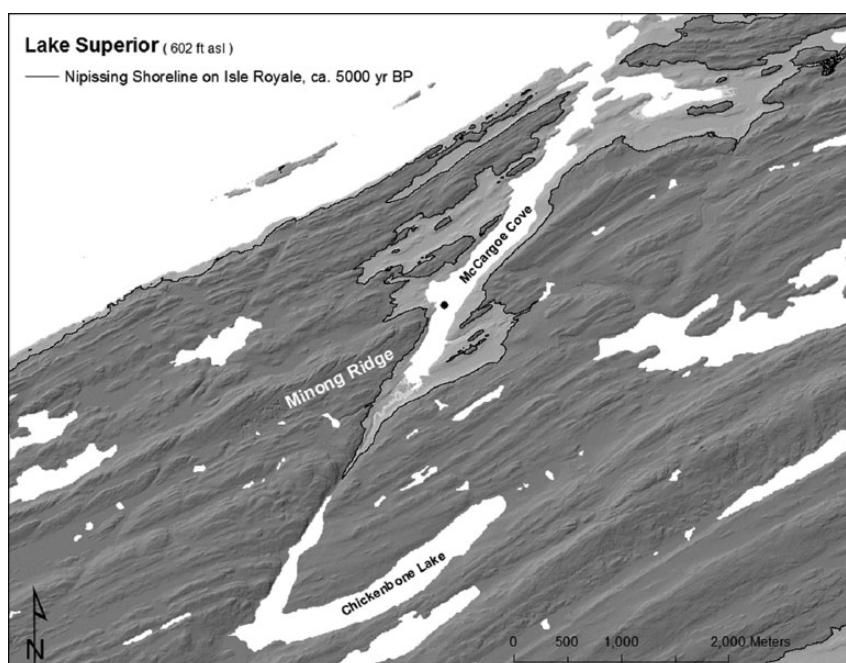 Lake Superior ( 602 ft asl )
Nipissing Shoreline on Isle Royale, ca. 5000 yr BP
McCargoe Cove
Minong Ridge
Chickenbone Lake
N
0 500 1,000 2,000 Meters